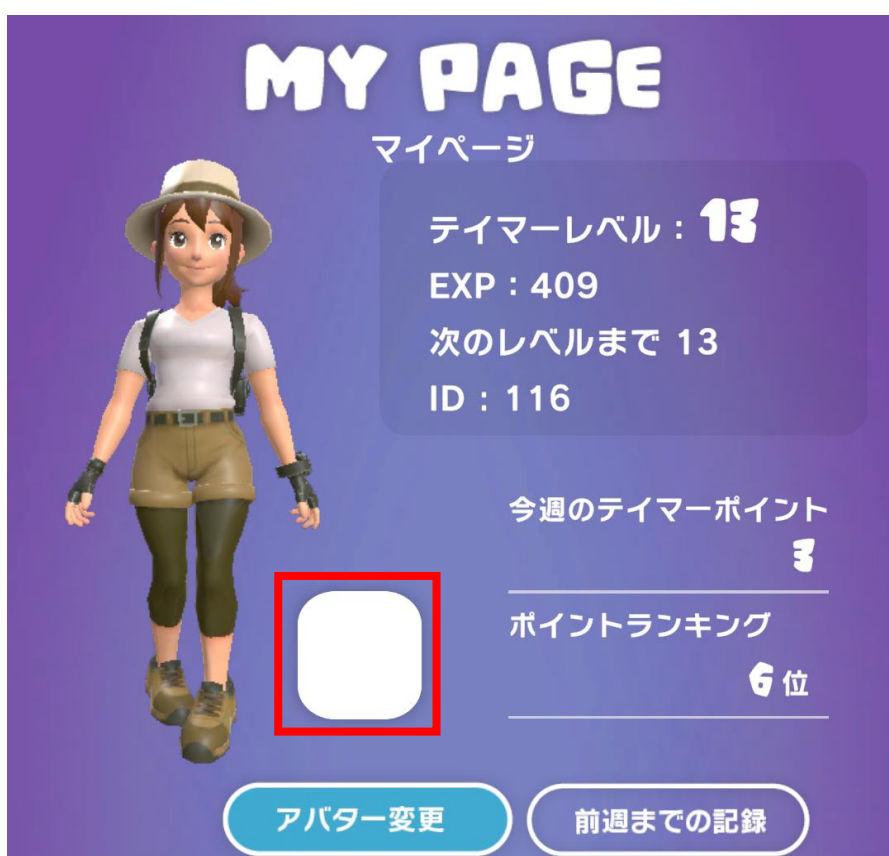 MY PAGE
マイページ
テイマーレベル：13
EXP：409
次のレベルまで 13
ID：116
今週のテイマーポイント
3
ポイントランキング
6位
アバター変更
前週までの記録